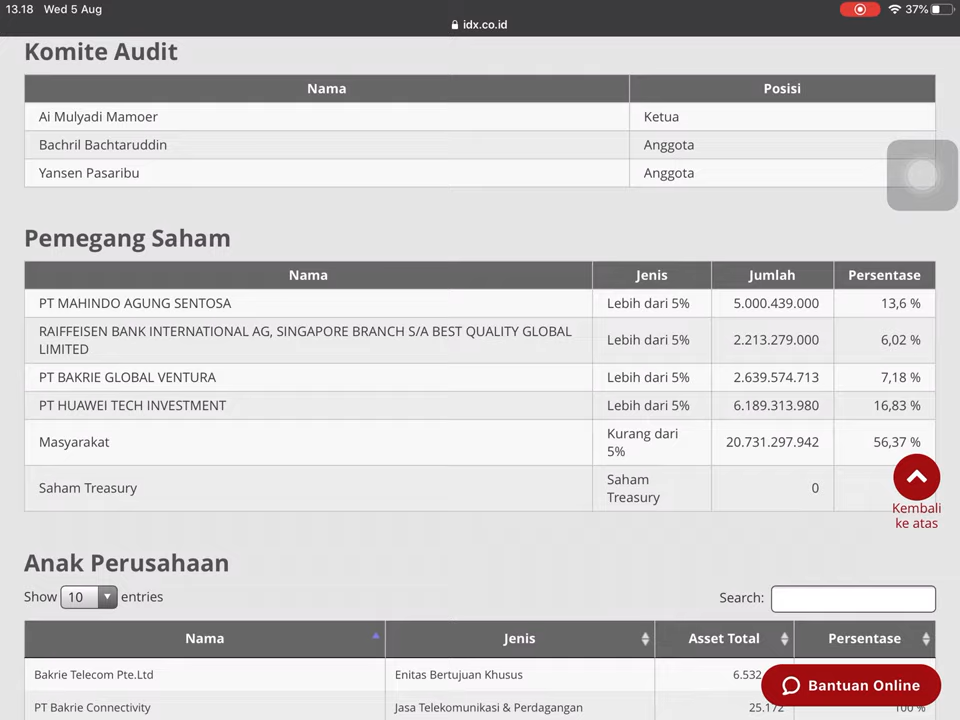 13.18 Wed 5 Aug 37%
idx.co.id
Komite Audit
Nama Posisi
Ai Mulyadi Mamoer Ketua
Bachril Bachtaruddin Anggota
Yansen Pasaribu Anggota
Pemegang Saham
Nama Jenis Jumlah Persentase
PT MAHINDO AGUNG SENTOSA Lebih dari 5% 5.000.439.000 13,6 %
RAIFFEISEN BANK INTERNATIONAL AG, SINGAPORE BRANCH S/A BEST QUALITY GLOBAL
LIMITED Lebih dari 5% 2.213.279.000 6,02 %
PT BAKRIE GLOBAL VENTURA Lebih dari 5% 2.639.574.713 7,18 %
PT HUAWEI TECH INVESTMENT Lebih dari 5% 6.189.313.980 16,83 %
Masyarakat Kurang dari
5% 20.731.297.942 56,37 %
Saham Treasury Saham
Treasury 0
Kembali
ke atas
Anak Perusahaan
Show 10 entries Search:
Nama Jenis Asset Total Persentase
Bakrie Telecom Pte.Ltd Enitas Bertujuan Khusus 6.532
PT Bakrie Connectivity Jasa Telekomunikasi & Perdagangan 25.172 100 %
Bantuan Online